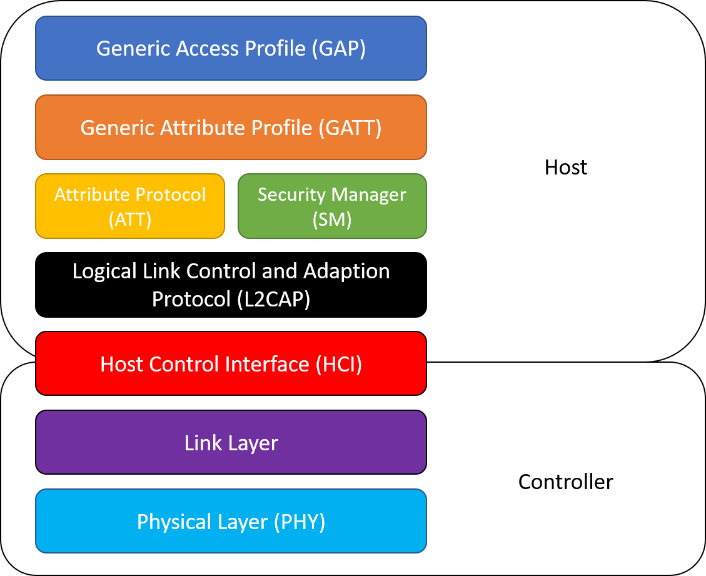 Generic Access Profile (GAP)
Generic Attribute Profile (GATT)
Host
Attribute Protocol
(ATT)
Security Manager
(SM)
Logical Link Control and Adaption
Protocol (L2CAP)
Host Control Interface (HCI)
Link Layer
Controller
Physical Layer (PHY)